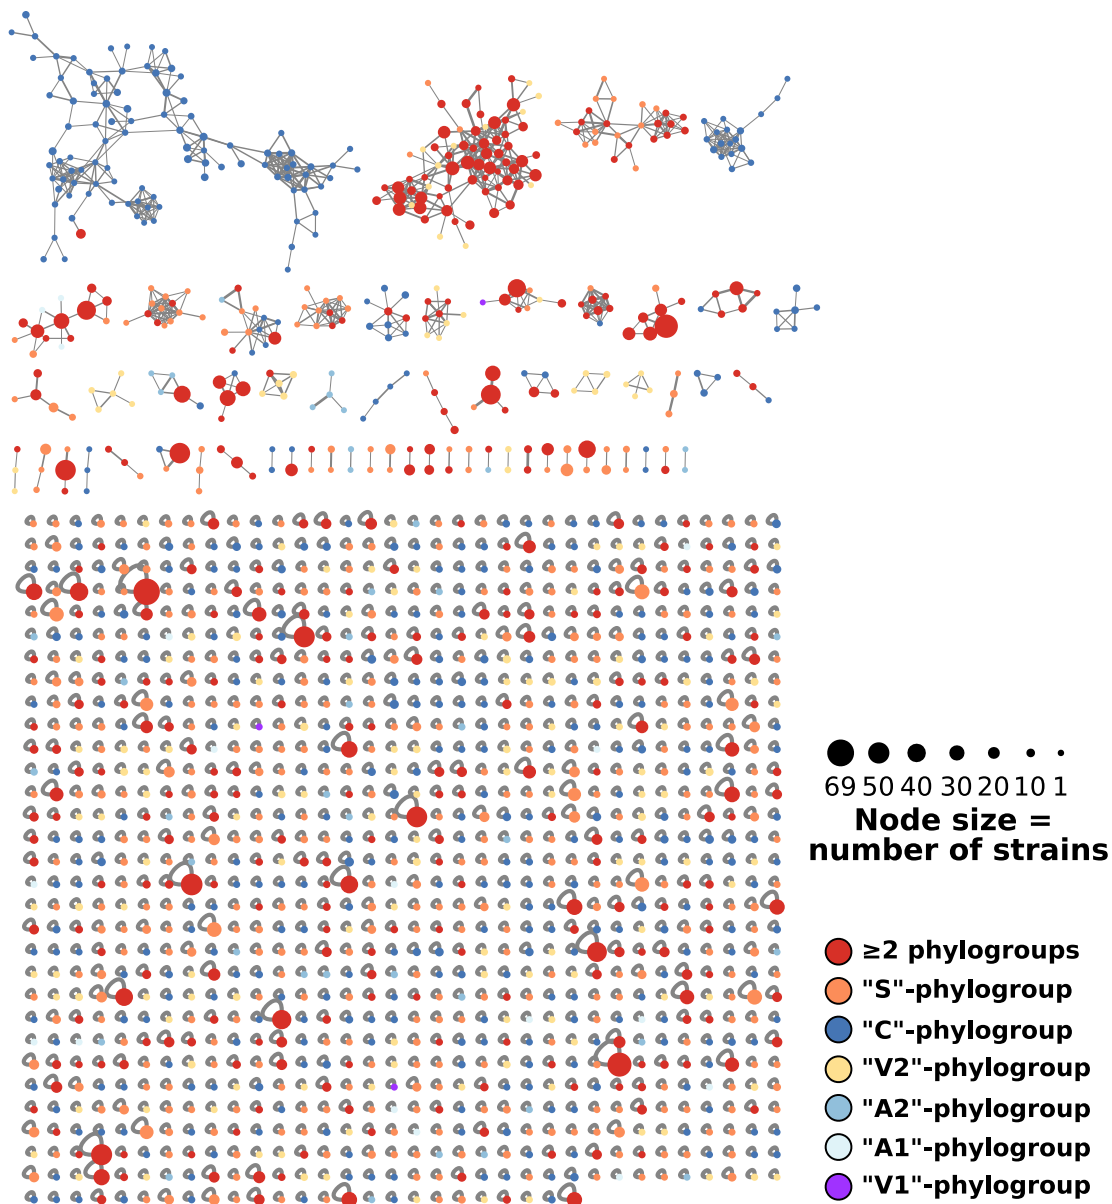 69 50 40 30 20 10 1
Node size =
number of strains
≥2 phylogroups
"S"-phylogroup
"C"-phylogroup
"V2"-phylogroup
"A2"-phylogroup
"A1"-phylogroup
"V1"-phylogroup